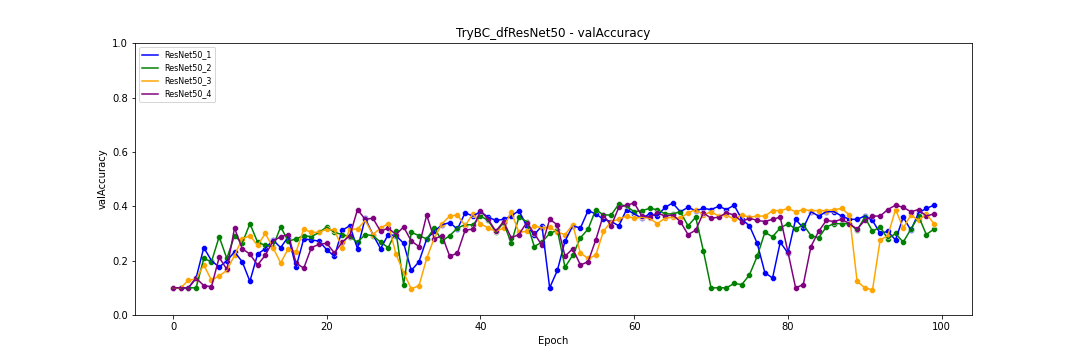 TryBC_dfResNet50 - valAccuracy
ResNet50_1
ResNet50_2
ResNet50_3
ResNet50_4
valAccuracy
1.0
0.8
0.6
0.4
0.2
0.0
0 20 40 60 80 100
Epoch